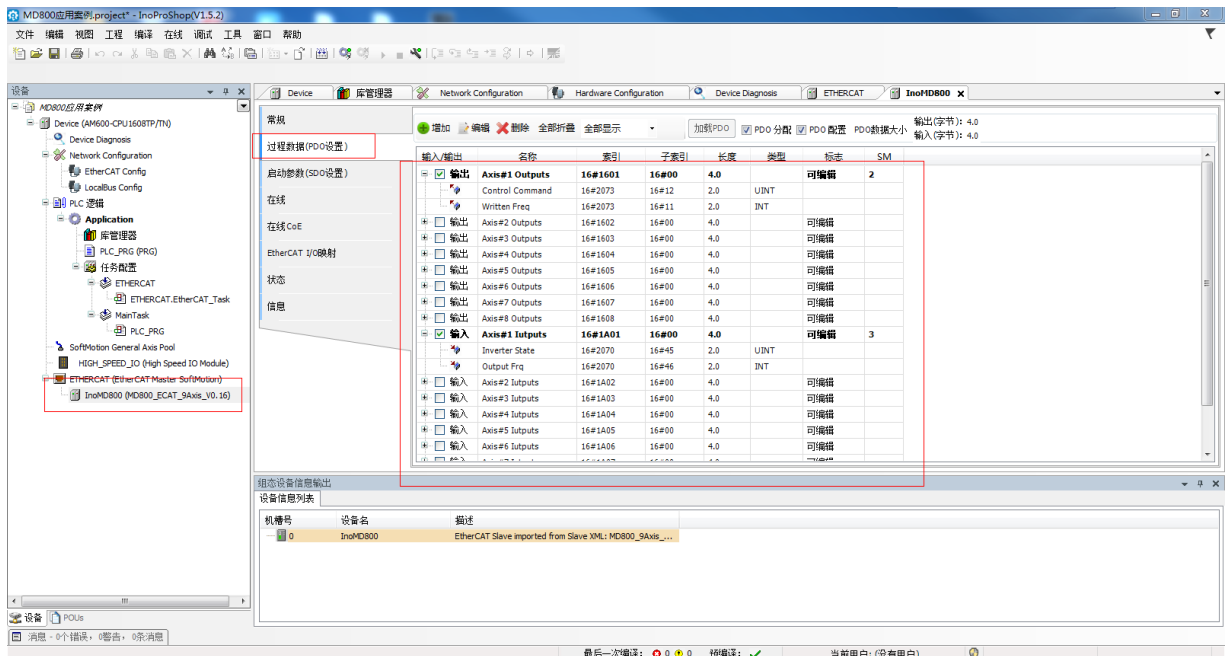 MD800应用案例.project* - InoProShop(V1.5.2)
文件 编辑 视图 工程 编译 在线 调试 工具 窗口 帮助
设备
MD800应用案例
Device (AM600-CPU1608TP/TN)
Device Diagnosis
Network Configuration
EtherCAT Config
LocalBus Config
PLC 逻辑
Application
库管理器
PLC_PRG (PRG)
任务配置
ETHERCAT
ETHERCAT.EtherCAT_Task
MainTask
PLC_PRG
SoftMotion General Axis Pool
HIGH_SPEED_IO (High Speed IO Module)
ETHERCAT (EtherCAT Master SoftMotion)
InoMD800 (MD800_ECAT_9Axis_V0.16)
设备 POUs
Device 库管理器 Network Configuration Hardware Configuration Device Diagnosis ETHERCAT InoMD800
常规
过程数据(PDO设置)
启动参数(SDO设置)
在线
在线CoE
EtherCAT I/O映射
状态
信息
增加 编辑 删除 全部折叠 全部显示 加载PDO PDO 分配 PDO 配置 PDO数据大小 输出(字节): 4.0
输入(字节): 4.0
输入/输出 名称 索引 子索引 长度 类型 标志 SM
输出 Axis#1 Outputs 16#1601 16#00 4.0 可编辑 2
Control Command 16#2073 16#12 2.0 UINT
Written Freq 16#2073 16#11 2.0 INT
输出 Axis#2 Outputs 16#1602 16#00 4.0 可编辑
输出 Axis#3 Outputs 16#1603 16#00 4.0 可编辑
输出 Axis#4 Outputs 16#1604 16#00 4.0 可编辑
输出 Axis#5 Outputs 16#1605 16#00 4.0 可编辑
输出 Axis#6 Outputs 16#1606 16#00 4.0 可编辑
输出 Axis#7 Outputs 16#1607 16#00 4.0 可编辑
输出 Axis#8 Outputs 16#1608 16#00 4.0 可编辑
输入 Axis#1 Iutputs 16#1A01 16#00 4.0 可编辑 3
Inverter State 16#2070 16#45 2.0 UINT
Output Frq 16#2070 16#46 2.0 INT
输入 Axis#2 Iutputs 16#1A02 16#00 4.0 可编辑
输入 Axis#3 Iutputs 16#1A03 16#00 4.0 可编辑
输入 Axis#4 Iutputs 16#1A04 16#00 4.0 可编辑
输入 Axis#5 Iutputs 16#1A05 16#00 4.0 可编辑
输入 Axis#6 Iutputs 16#1A06 16#00 4.0 可编辑
组态设备信息输出
设备信息列表
机槽号 设备名 描述
0 InoMD800 EtherCAT Slave imported from Slave XML: MD800_9Axis_...
消息 - 0个错误，0警告，0条消息
最后一次编译: 0 0 预编译: 当前用户: (没有用户)